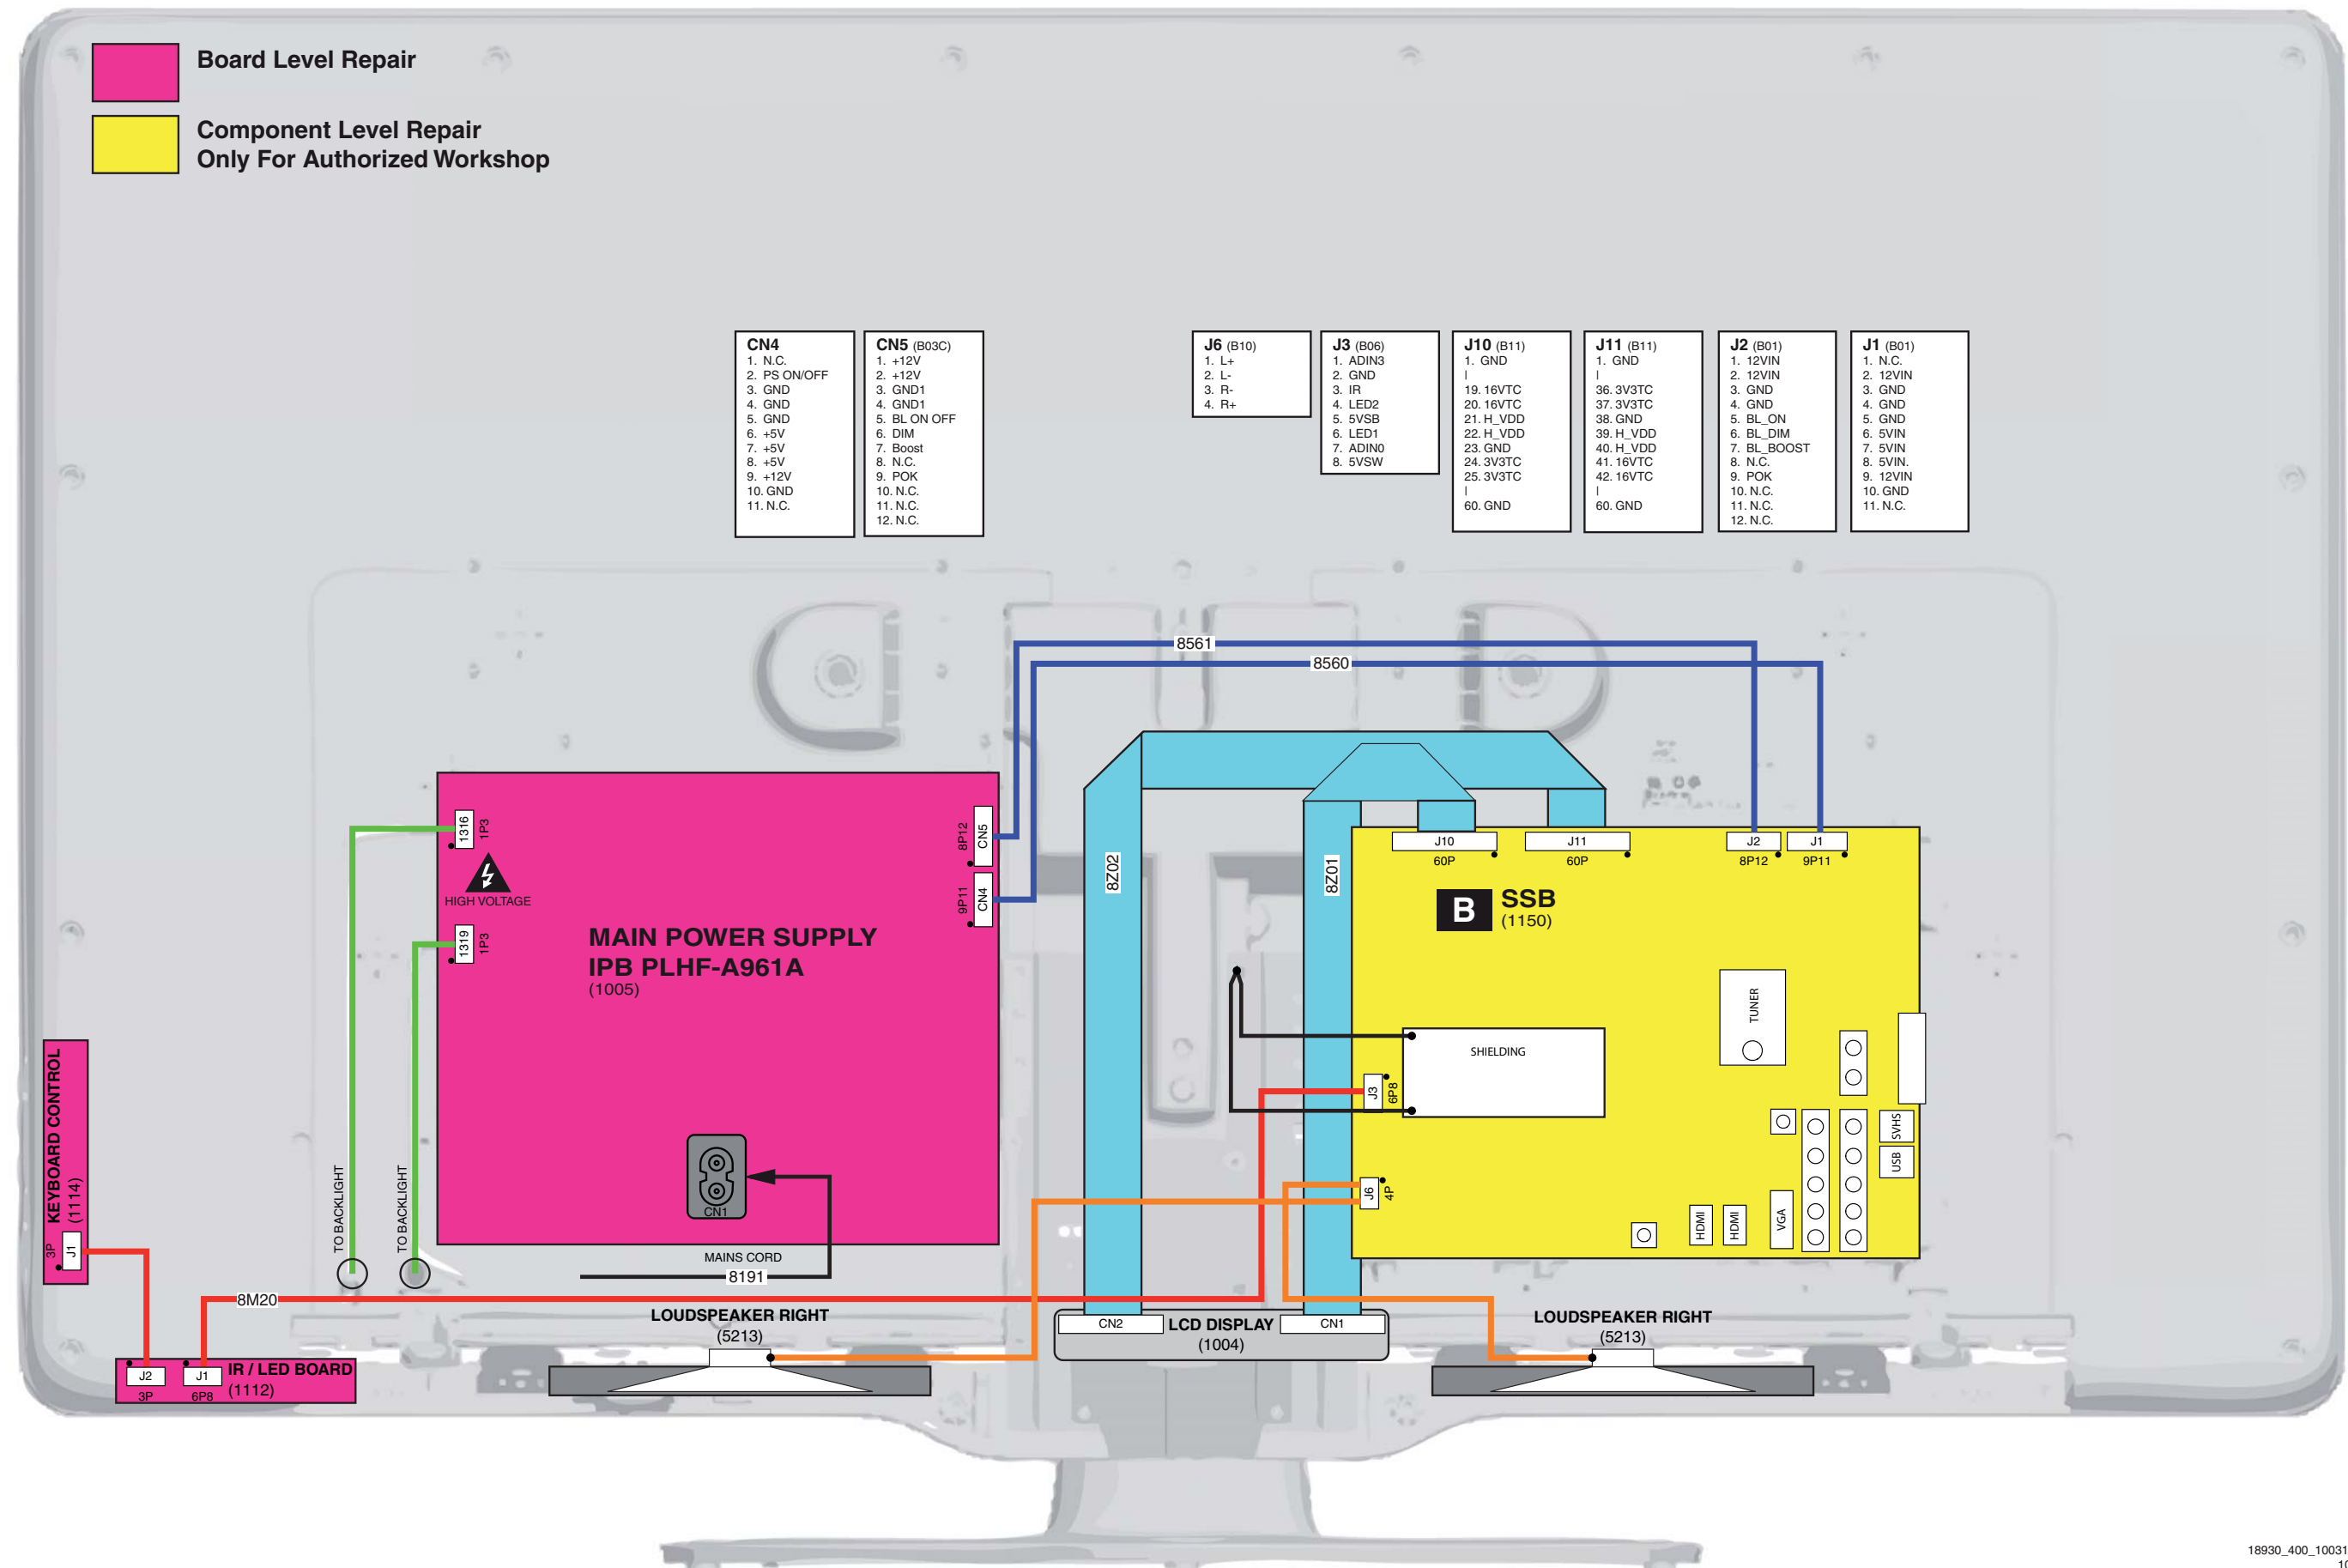 Board Level Repair
Component Level Repair
Only For Authorized Workshop
CN4
1. N.C.
2. PS ON/OFF
3. GND
4. GND
5. GND
6. +5V
7. +5V
8. +5V
9. +12V
10. GND
11. N.C.
CN5 (B03C)
1. +12V
2. +12V
3. GND1
4. GND1
5. BL ON OFF
6. DIM
7. Boost
8. N.C.
9. POK
10. N.C.
11. N.C.
12. N.C.
J6 (B10)
1. L+
2. L-
3. R-
4. R+
J3 (B06)
1. ADIN3
2. GND
3. IR
4. LED2
5. 5VSB
6. LED1
7. ADIN0
8. 5VSW
J10 (B11)
1. GND
|
19. 16VTC
20. 16VTC
21. H_VDD
22. H_VDD
23. GND
24. 3V3TC
25. 3V3TC
|
60. GND
J11 (B11)
1. GND
|
36. 3V3TC
37. 3V3TC
38. GND
39. H_VDD
40. H_VDD
41. 16VTC
42. 16VTC
|
60. GND
J2 (B01)
1. 12VIN
2. 12VIN
3. GND
4. GND
5. BL_ON
6. BL_DIM
7. BL_BOOST
8. N.C.
9. POK
10. N.C.
11. N.C.
12. N.C.
J1 (B01)
1. N.C.
2. 12VIN
3. GND
4. GND
5. GND
6. 5VIN
7. 5VIN
8. 5VIN.
9. 12VIN
10. GND
11. N.C.
8561
8560
1316
1P3
HIGH VOLTAGE
1319
1P3
8P12
CN5
9P11
CN4
MAIN POWER SUPPLY
IPB PLHF-A961A
(1005)
CN1
MAINS CORD
8191
8Z02
8Z01
J10
60P
J11
60P
J2
8P12
J1
9P11
B
SSB
(1150)
TUNER
SHIELDING
J3
6P8
J6
4P
SVHS
USB
HDMI
HDMI
VGA
KEYBOARD CONTROL
(1114)
3P
J1
TO BACKLIGHT
TO BACKLIGHT
8M20
LOUDSPEAKER RIGHT
(5213)
CN2
LCD DISPLAY
(1004)
CN1
LOUDSPEAKER RIGHT
(5213)
J2
3P
J1
6P8
IR / LED BOARD
(1112)
18930_400_10031